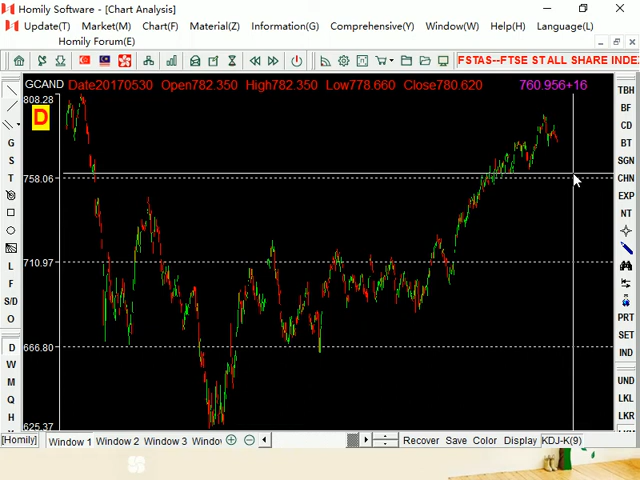 Homily Software - [Chart Analysis]
Update(T) Market(M) Chart(F) Material(Z) Information(G) Comprehensive(Y) Window(W) Help(H) Language(L)
Homily Forum(E)
FSTAS--FTSE ST ALL SHARE INDEX
GCAND Date20170530 Open782.350 High782.350 Low778.660 Close780.620 760.956+16
808.28
D
758.06
710.97
666.80
625.37
G
S
T
L
F
S/D
O
D
W
M
Q
H
Y
TBH
BF
CD
BT
SGN
CHN
EXP
NT
PRT
SET
IND
UND
LKL
LKR
[Homily] Window 1 Window 2 Window 3 Windo Recover Save Color Display KDJ-K(9)